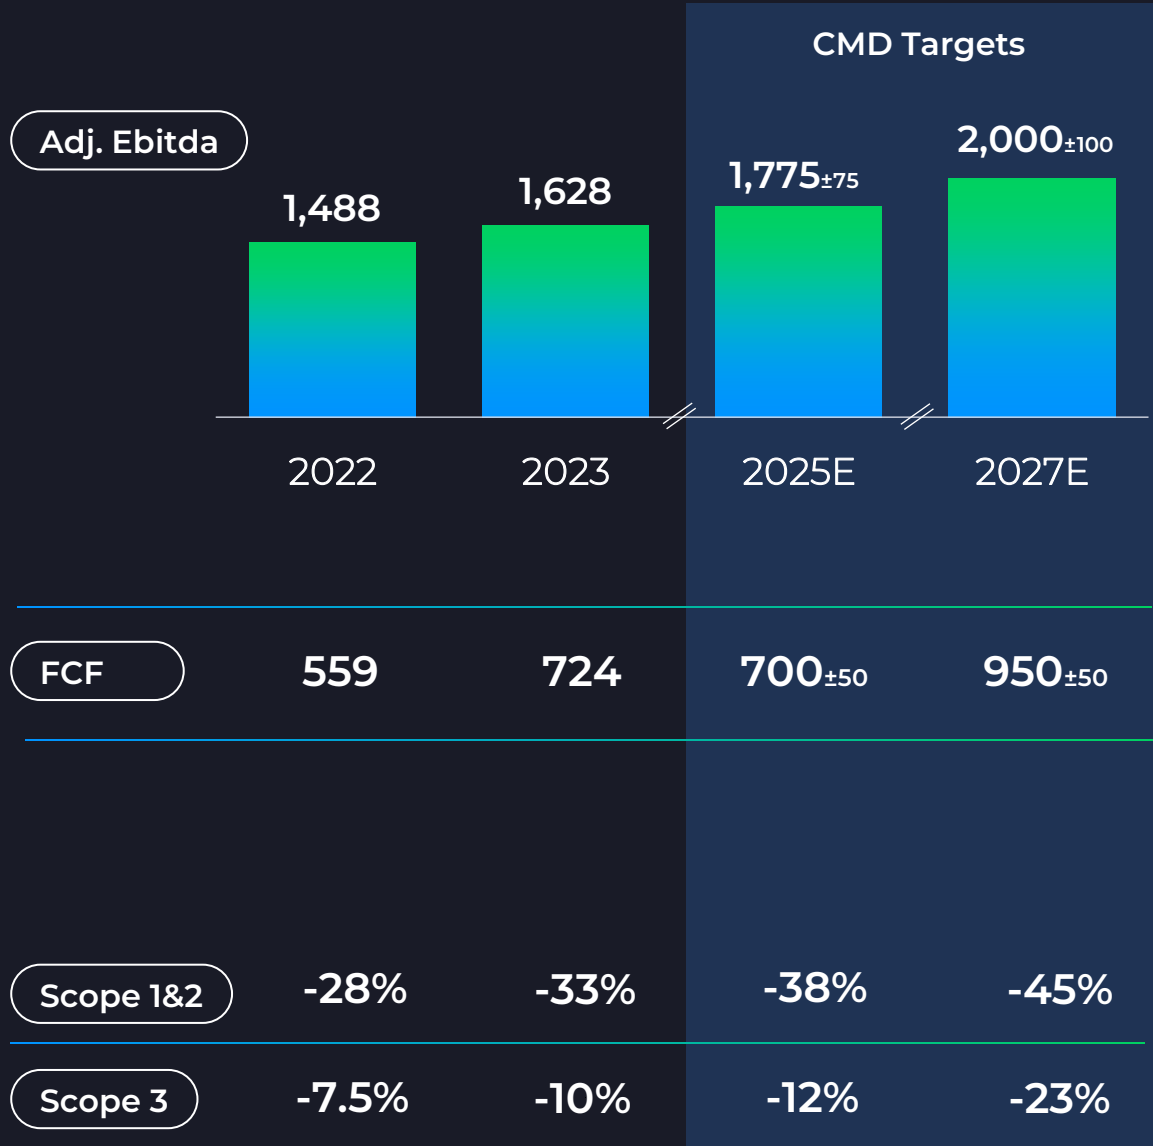 CMD Targets
Adj. Ebitda
1,488
1,628
1,775±75
2,000±100
2022
2023
2025E
2027E
FCF
559
724
700±50
950±50
Scope 1&2
-28%
-33%
-38%
-45%
Scope 3
-7.5%
-10%
-12%
-23%